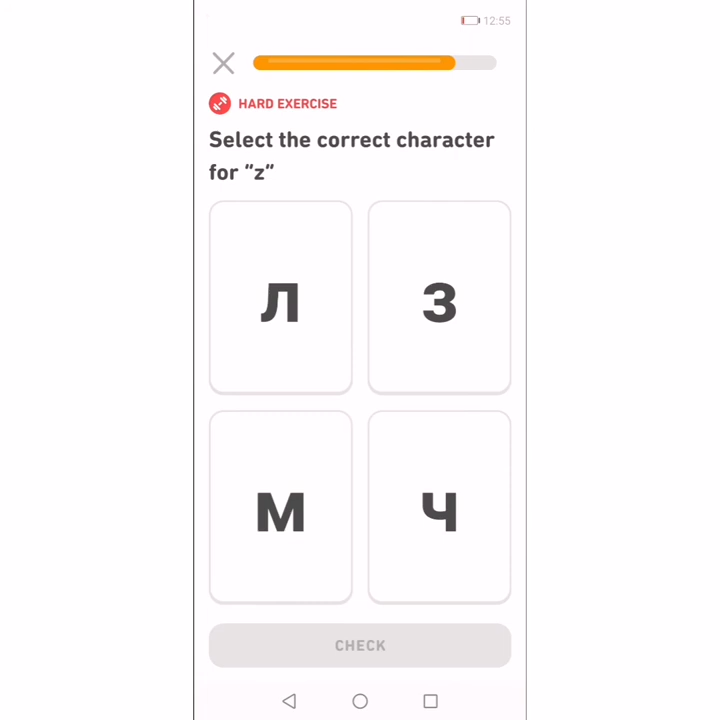 12:55
HARD EXERCISE
Select the correct character
for "z"
л
з
м
ч
CHECK